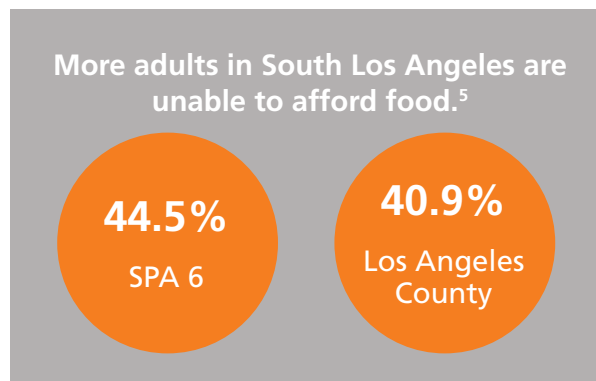 More adults in South Los Angeles are
unable to afford food.⁵
44.5%
SPA 6
40.9%
Los Angeles
County